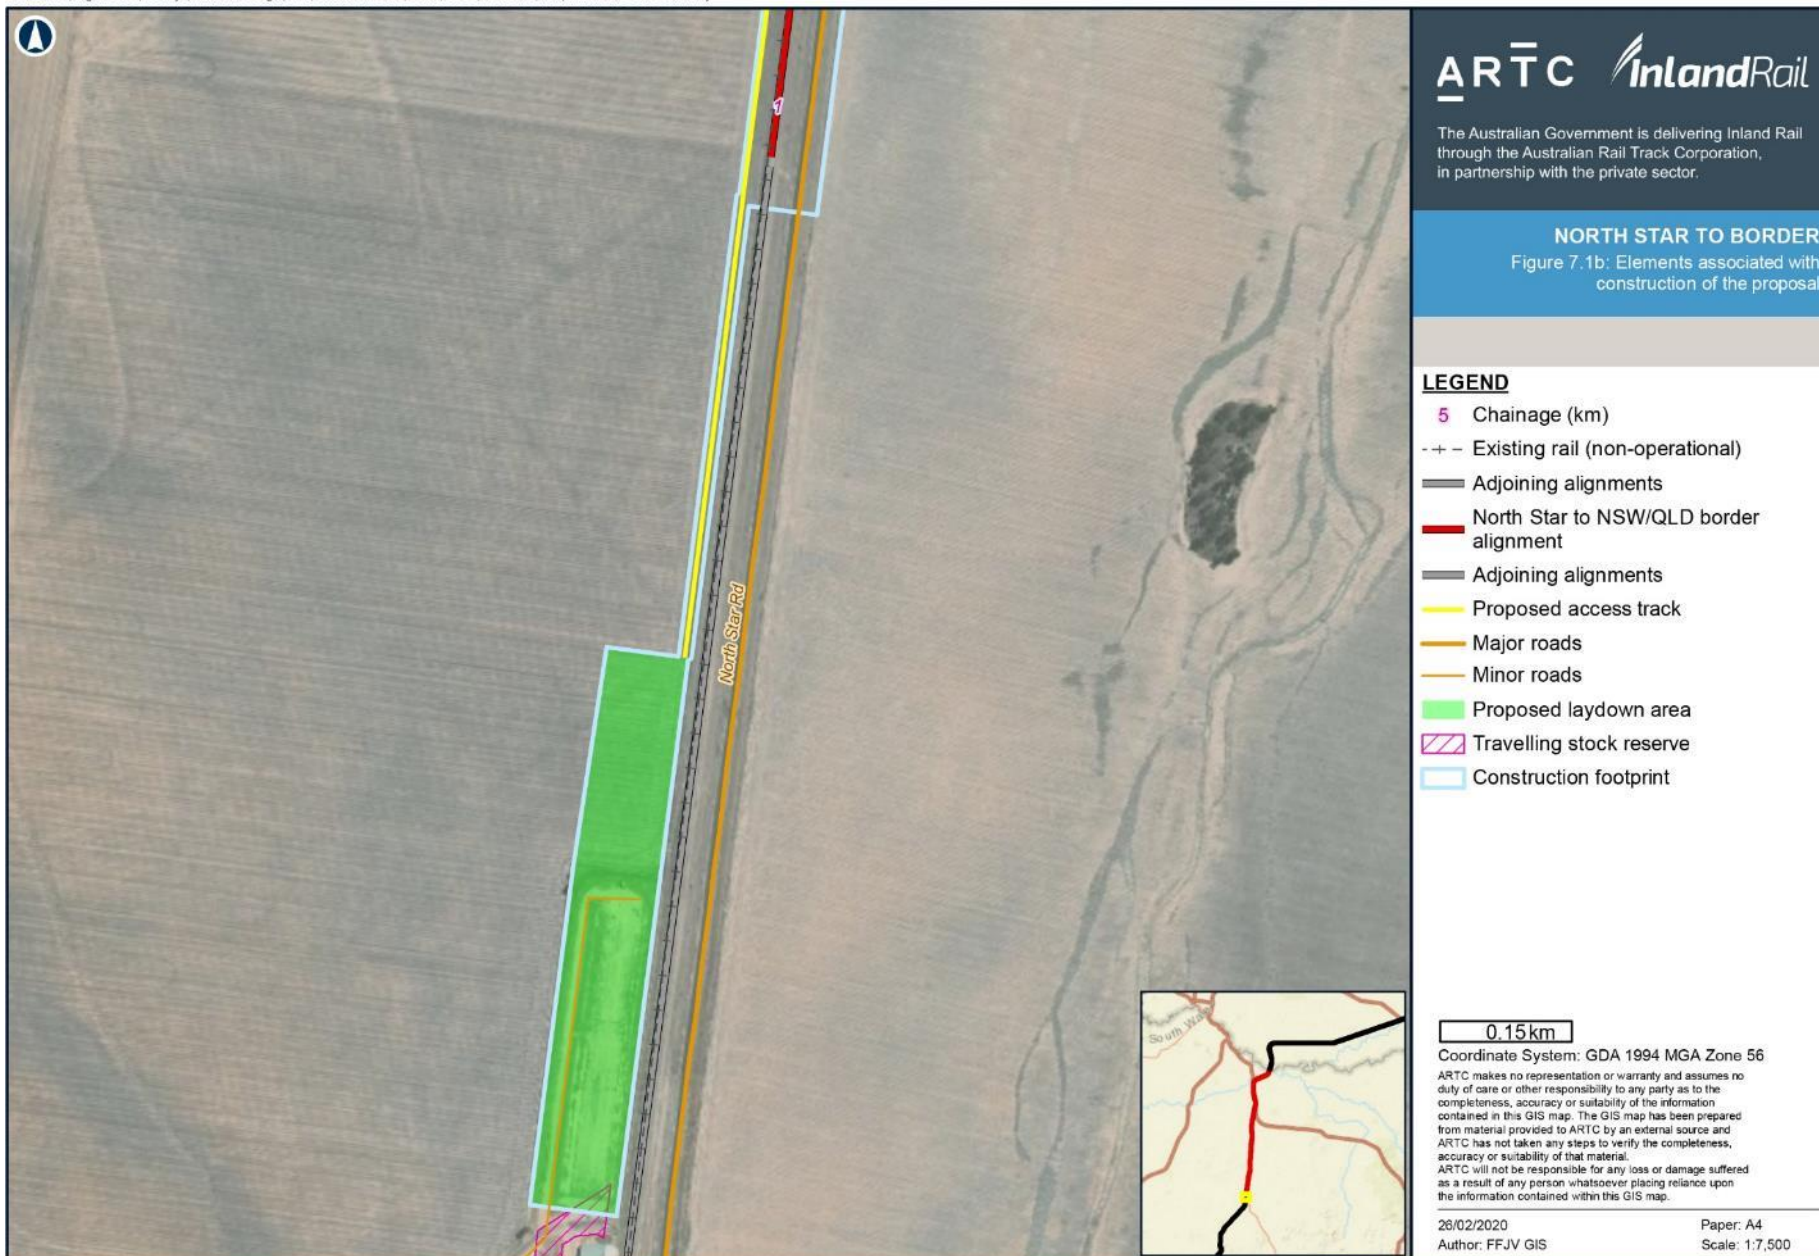 1
North Star Rd
South Wale
ARTC InlandRail
The Australian Government is delivering Inland Rail
through the Australian Rail Track Corporation,
in partnership with the private sector.
NORTH STAR TO BORDER
Figure 7.1b: Elements associated with
construction of the proposal
LEGEND
5 Chainage (km)
Existing rail (non-operational)
Adjoining alignments
North Star to NSW/QLD border
alignment
Adjoining alignments
Proposed access track
Major roads
Minor roads
Proposed laydown area
Travelling stock reserve
Construction footprint
0.15km
Coordinate System: GDA 1994 MGA Zone 56
ARTC makes no representation or warranty and assumes no
duty of care or other responsibility to any party as to the
completeness, accuracy or suitability of the information
contained in this GIS map. The GIS map has been prepared
from material provided to ARTC by an external source and
ARTC has not taken any steps to verify the completeness,
accuracy or suitability of that material.
ARTC will not be responsible for any loss or damage suffered
as a result of any person whatsoever placing reliance upon
the information contained within this GIS map.
26/02/2020 Paper: A4
Author: FFJV GIS Scale: 1:7,500